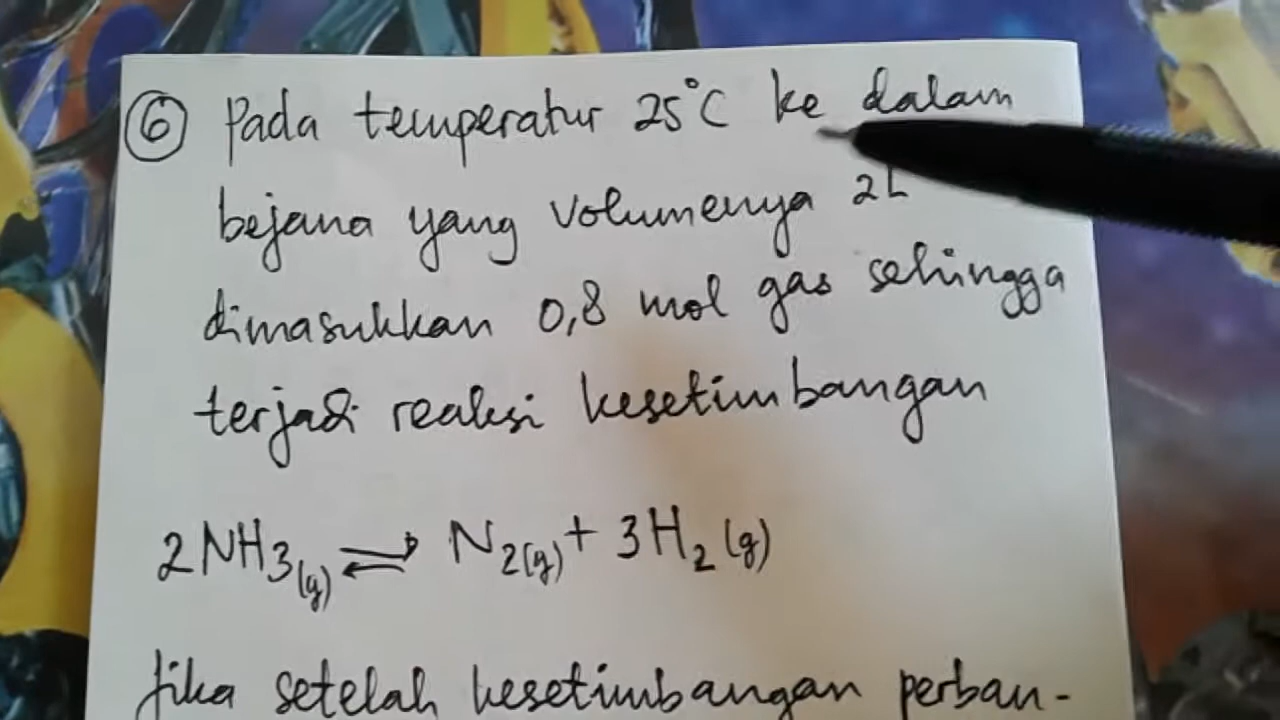 6 Pada temperatur 25°C ke dalam
bejana yang volumenya 2L
dimasukkan 0,8 mol gas sehingga
terjadi reaksi kesetimbangan
2NH3(g) ⇌ N2(g) + 3H2(g)
Jika setelah kesetimbangan perban-